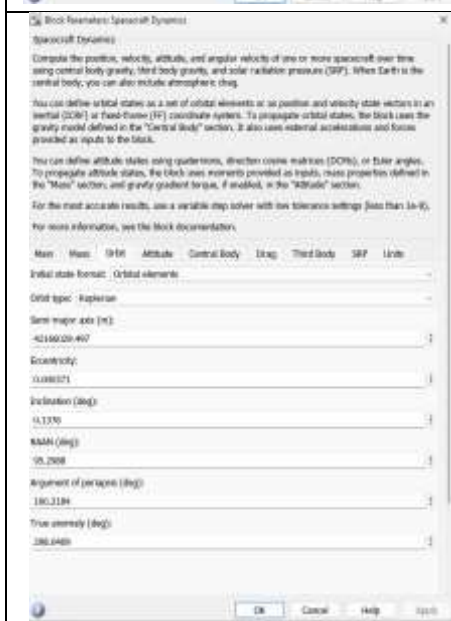 Block Parameters: Spacecraft Dynamics
Spacecraft Dynamics
Compute the position, velocity, attitude, and angular velocity of one or more spacecraft over time
using central body gravity, third body gravity, and solar radiation pressure (SRP). When Earth is the
central body, you can also include atmospheric drag.
You can define orbital states as a set of orbital elements or as position and velocity state vectors in an
inertial (ICRF) or fixed-frame (FF) coordinate system. To propagate orbital states, the block uses the
gravity model defined in the "Central Body" section. It also uses external accelerations and forces
provided as inputs to the block.
You can define attitude states using quaternions, direction cosine matrices (DCMs), or Euler angles.
To propagate attitude states, the block uses moments provided as inputs, mass properties defined in
the "Mass" section, and gravity gradient torque, if enabled, in the "Attitude" section.
For the most accurate results, use a variable step solver with low tolerance settings (less than 1e-8).
For more information, see the block documentation.
Main Mass Orbit Attitude Central Body Drag Third Body SRP Units
Initial state format: Orbital elements
Orbit type: Keplerian
Semi-major axis (m):
Eccentricity:
Inclination (deg):
0.1376
RAAN (deg):
Argument of periapsis (deg):
True anomaly (deg):
OK Cancel Help Apply